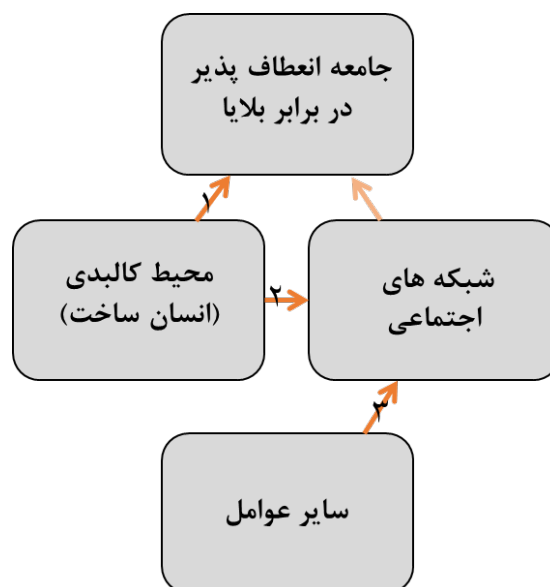 جامعه انعطاف پذیر
در برابر بلایا
۱
محیط کالبدی
(انسان ساخت)
۲
شبکه های
اجتماعی
۳
سایر عوامل